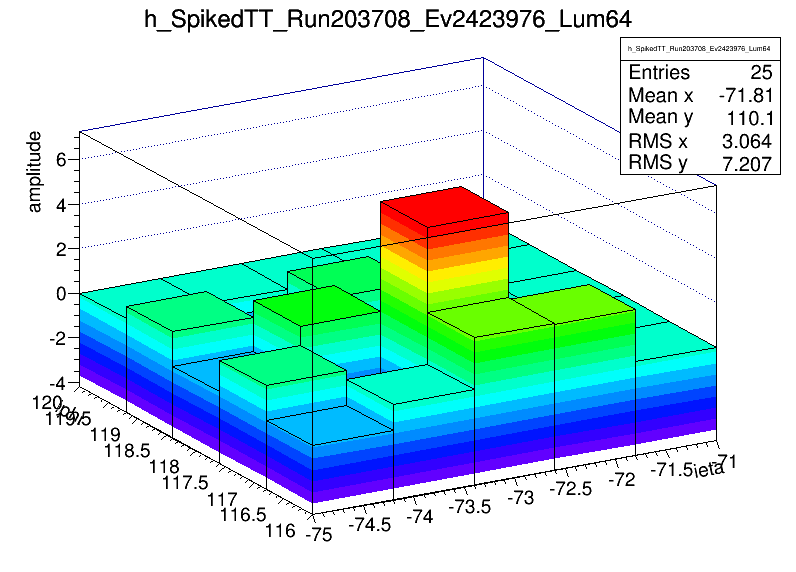 h_SpikedTT_Run203708_Ev2423976_Lum64
h_SpikedTT_Run203708_Ev2423976_Lum64
Entries 25
Mean x -71.81
Mean y 110.1
RMS x 3.064
RMS y 7.207
amplitude
6
4
2
0
-2
-4
120
119.5
119
118.5
118
117.5
117
116.5
116
-75
-74.5
-74
-73.5
-73
-72.5
-72
-71.5
-71
ieta